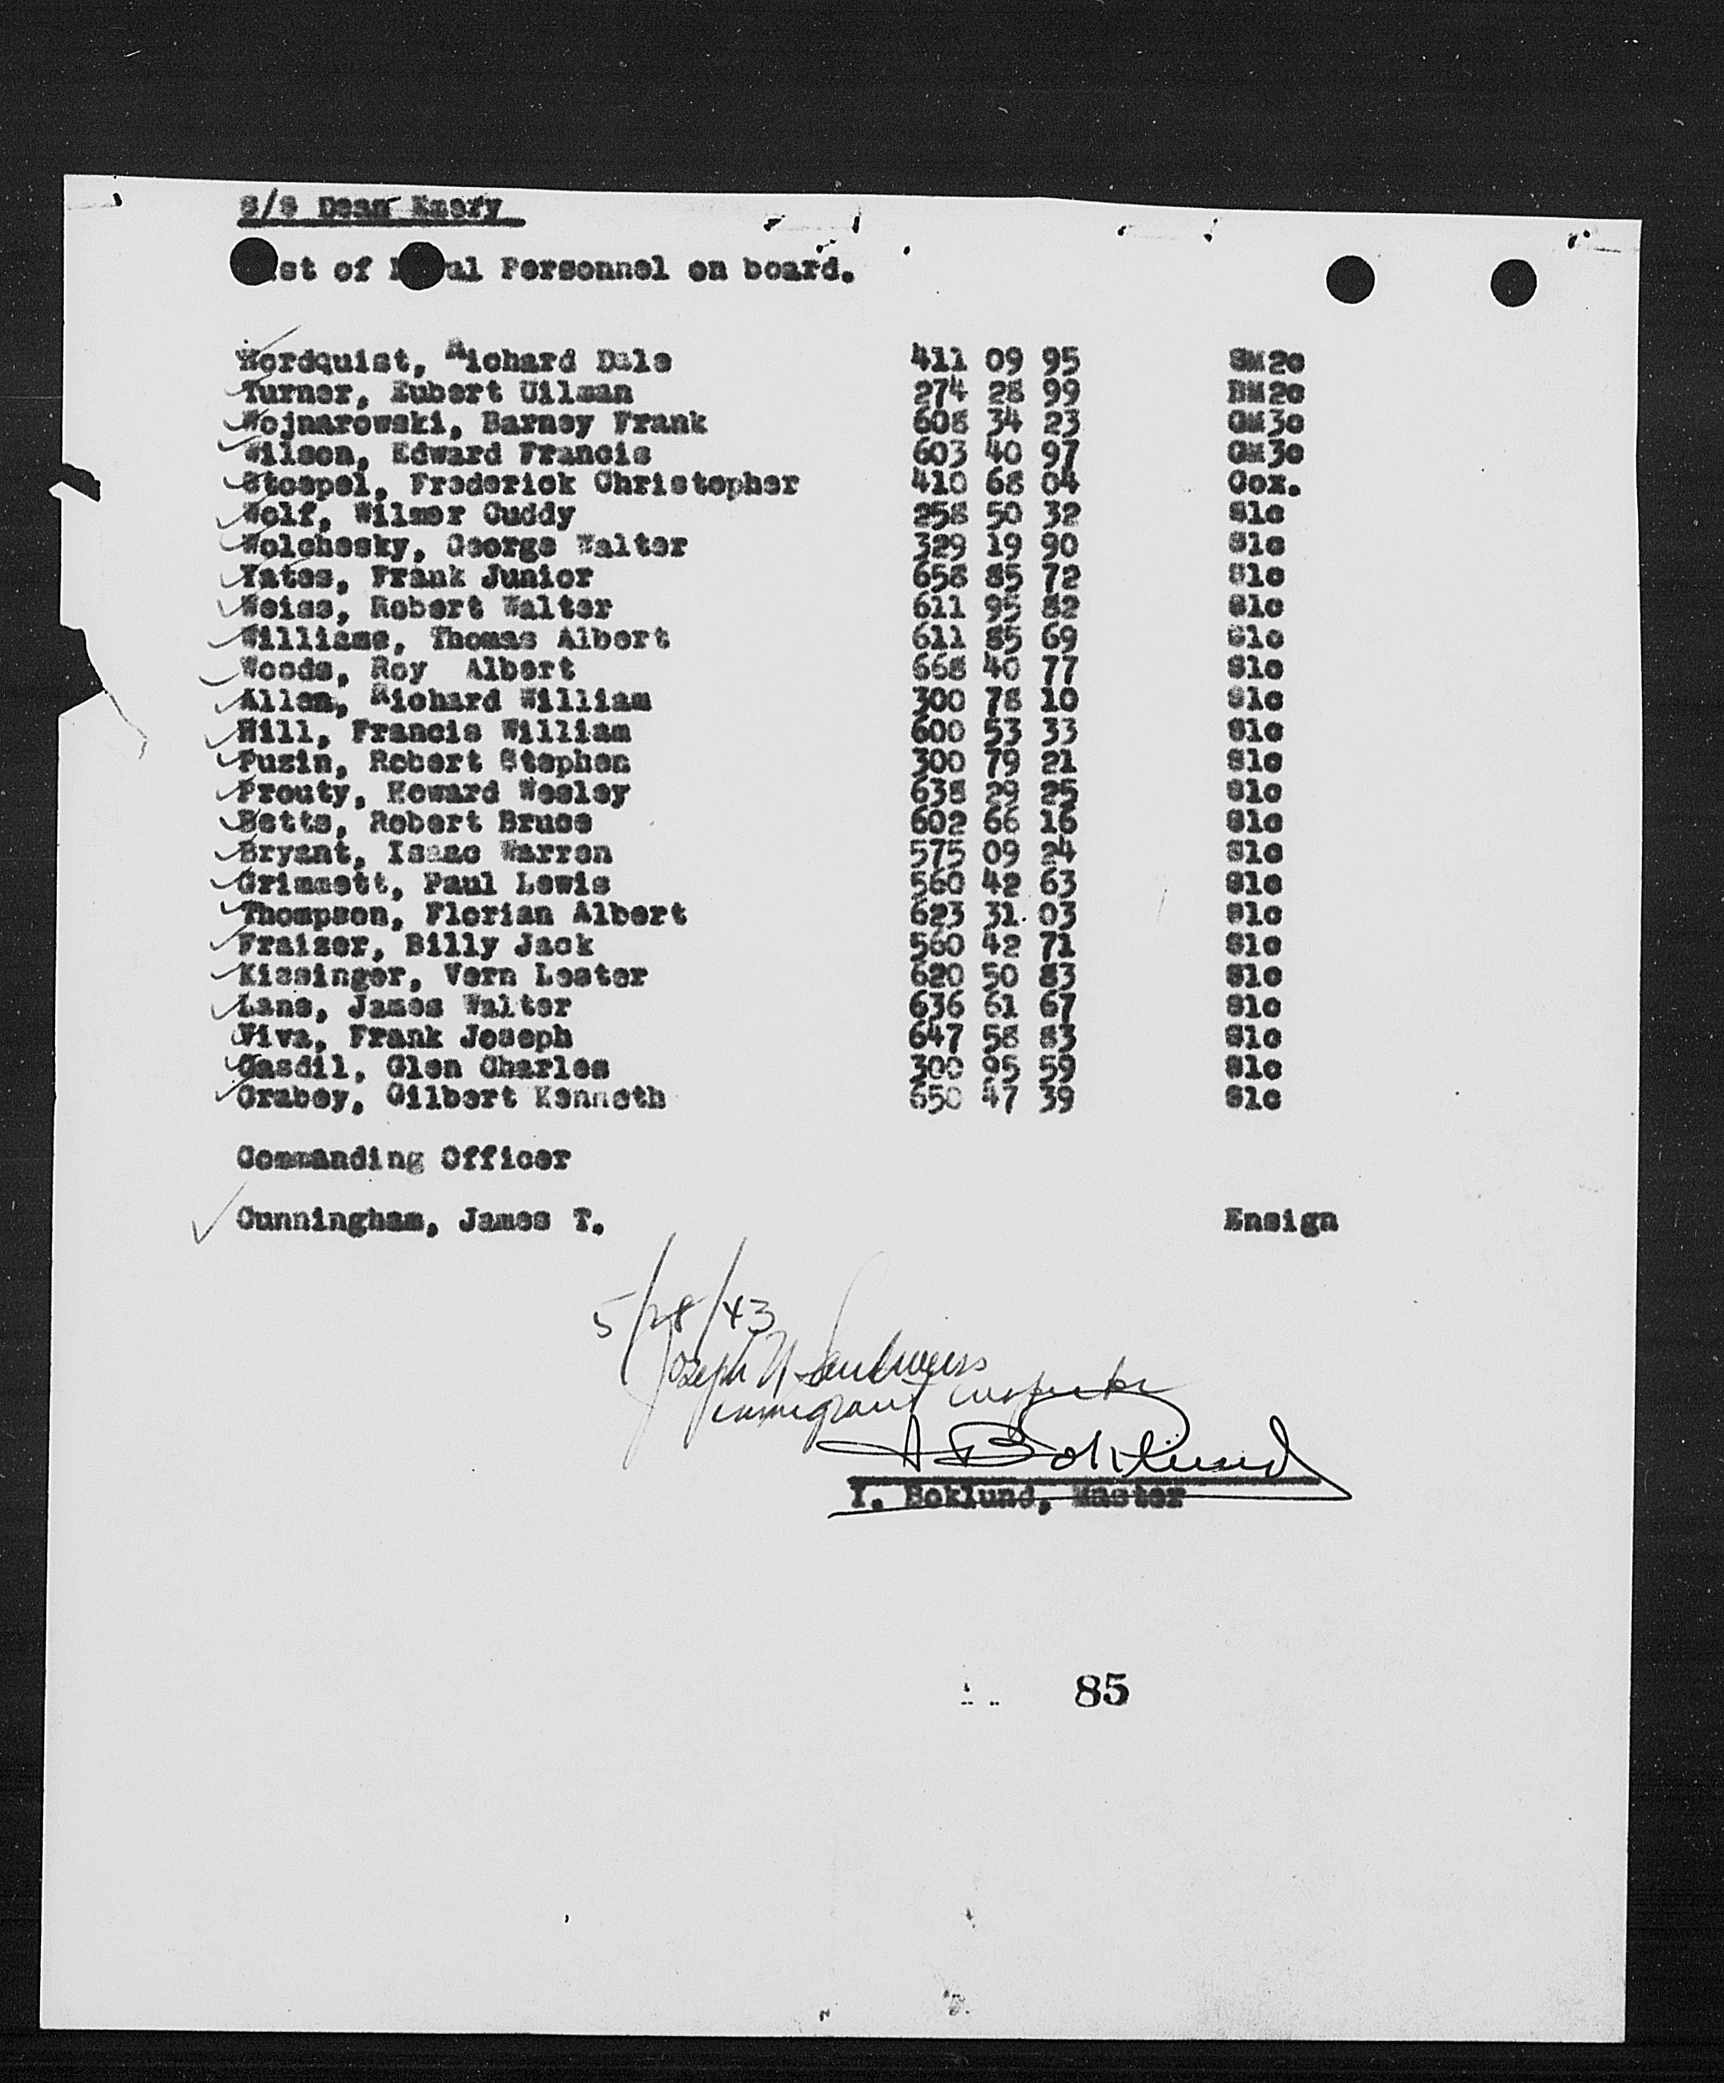 S/S Dean Emery
List of Naval Personnel on board.
Nordquist, Richard Dale 411 09 95 SM2c
Turner, Hubert Uilman 274 28 99 BM2c
Wojnarowski, Barney Frank 608 34 23 GM3c
Wilson, Edward Francis 603 40 97 GM3c
Stoepel, Frederick Christopher 410 68 04 Cox.
Wolf, Wilmer Cuddy 258 50 32 S1c
Wolchesky, George Walter 329 19 90 S1c
Yates, Frank Junior 658 85 72 S1c
Weiss, Robert Walter 611 95 82 S1c
Williams, Thomas Albert 611 85 69 S1c
Woods, Roy Albert 668 40 77 S1c
Allen, Richard William 300 78 10 S1c
Hill, Francis William 600 53 33 S1c
Puzin, Robert Stephen 300 79 21 S1c
Prouty, Howard Wesley 638 29 25 S1c
Betts, Robert Bruce 602 66 16 S1c
Bryant, Isaac Warren 575 09 24 S1c
Grimmett, Paul Lewis 560 42 63 S1c
Thompson, Florian Albert 623 31 03 S1c
Fraizer, Billy Jack 560 42 71 S1c
Kissinger, Vern Lester 620 50 83 S1c
Lane, James Walter 636 61 67 S1c
Viva, Frank Joseph 647 58 83 S1c
Gasdil, Glen Charles 300 95 59 S1c
Grabey, Gilbert Kenneth 650 47 39 S1c
Commanding Officer
Cunningham, James T. Ensign
5/28/43
Joseph
immigrant inspector
Boklund
Y. Boklund, Master
85